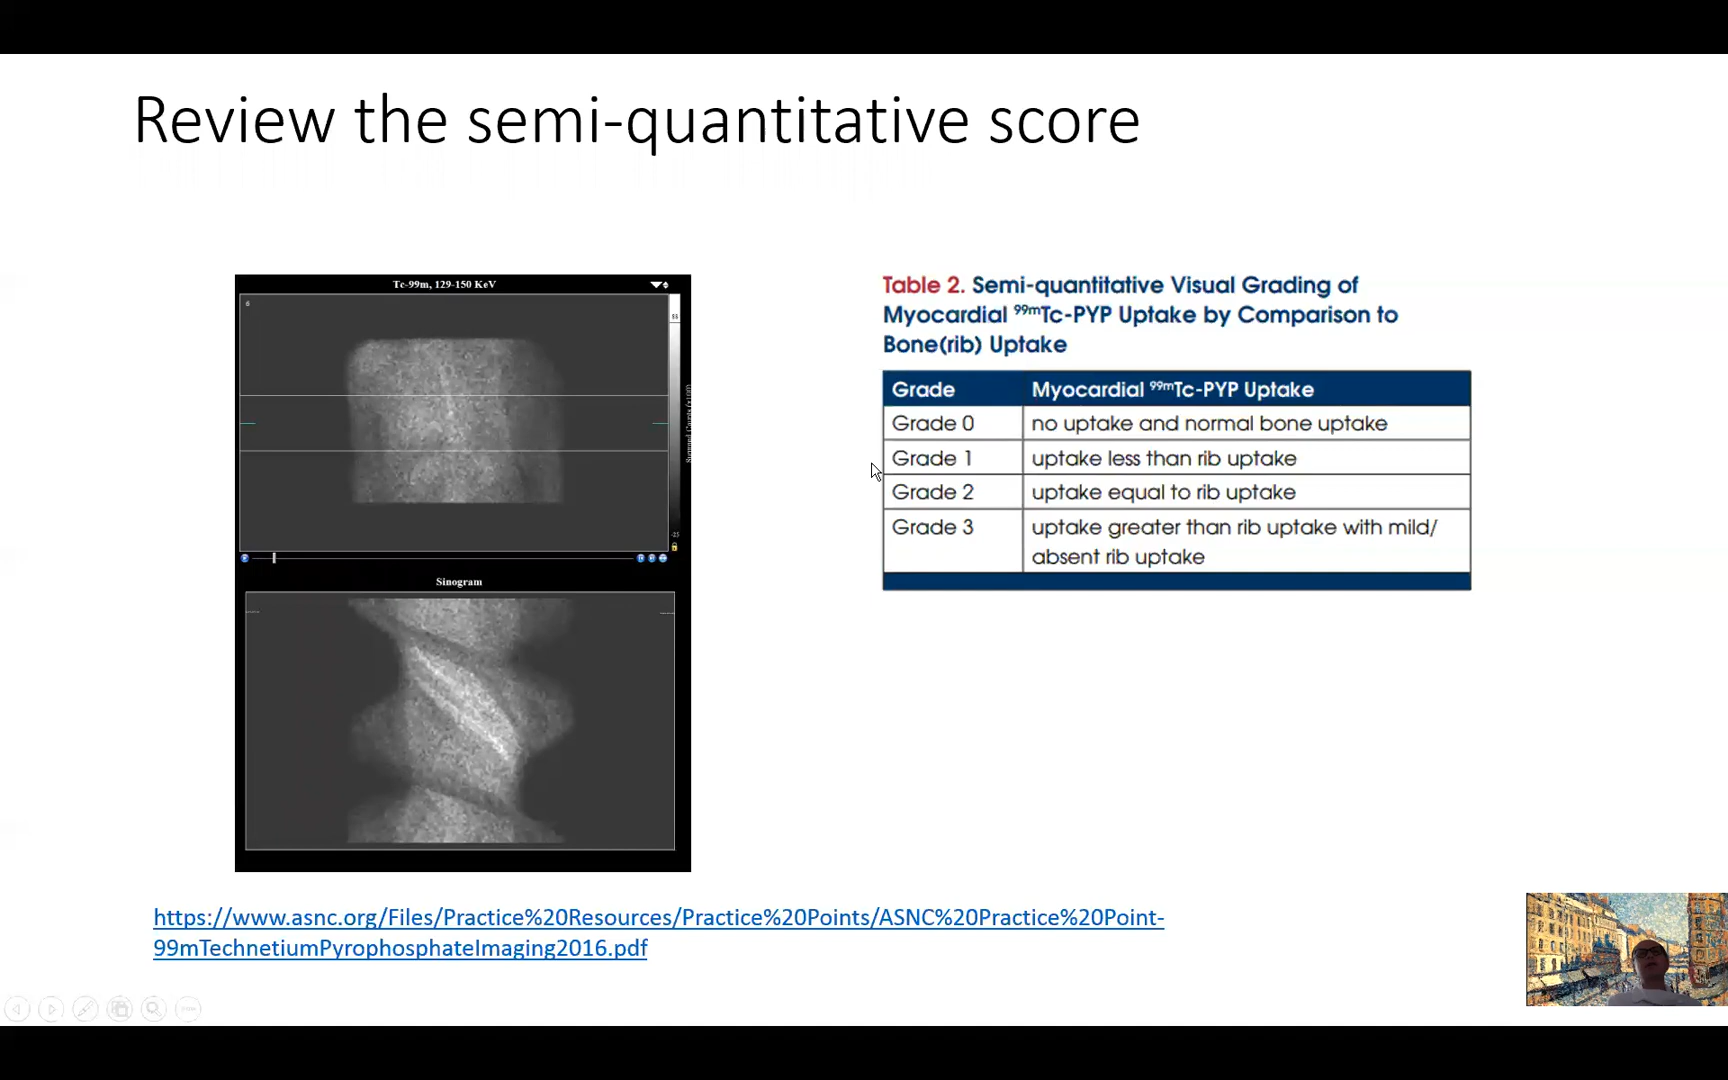 Review the semi-quantitative score
Tc-99m, 129-150 KeV
6
Sinogram
Table 2. Semi-quantitative Visual Grading of
Myocardial ⁹⁹ᵐTc-PYP Uptake by Comparison to
Bone(rib) Uptake
Grade Myocardial ⁹⁹ᵐTc-PYP Uptake
Grade 0 no uptake and normal bone uptake
Grade 1 uptake less than rib uptake
Grade 2 uptake equal to rib uptake
Grade 3 uptake greater than rib uptake with mild/
absent rib uptake
https://www.asnc.org/Files/Practice%20Resources/Practice%20Points/ASNC%20Practice%20Point-
99mTechnetiumPyrophosphateImaging2016.pdf